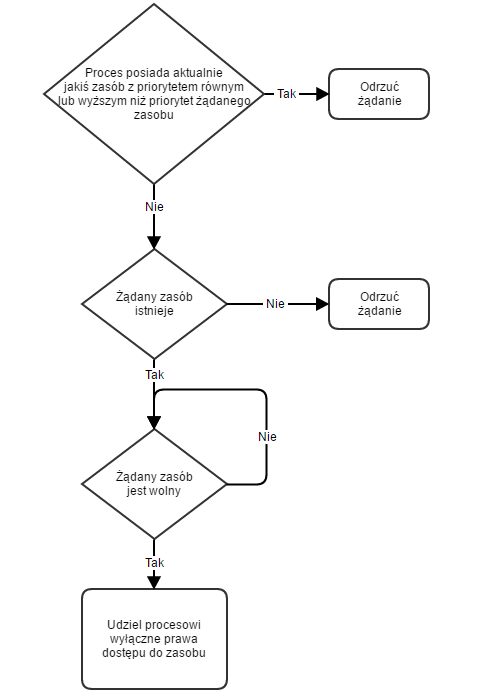 Proces posiada aktualnie
jakiś zasób z priorytetem równym
lub wyższym niż priorytet żądanego
zasobu
Tak
Odrzuć
żądanie
Nie
Żądany zasób
istnieje
Nie
Odrzuć
żądanie
Tak
Nie
Żądany zasób
jest wolny
Tak
Udziel procesowi
wyłączne prawa
dostępu do zasobu